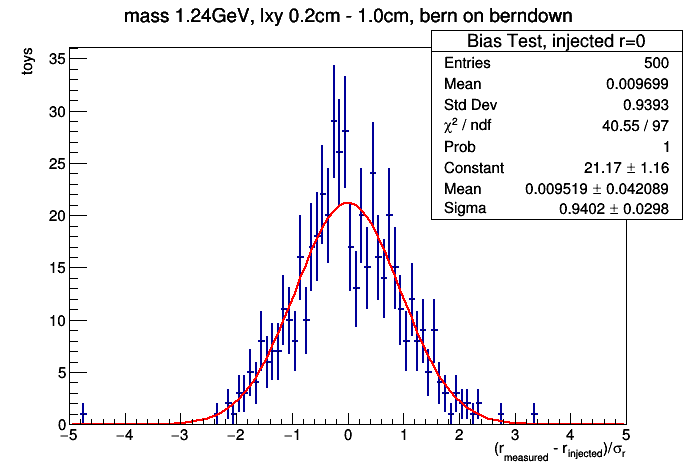 mass 1.24GeV, lxy 0.2cm - 1.0cm, bern on berndown
toys
Bias Test, injected r=0
Entries 500
Mean 0.009699
Std Dev 0.9393
χ² / ndf 40.55 / 97
Prob 1
Constant 21.17 ± 1.16
Mean 0.009519 ± 0.042089
Sigma 0.9402 ± 0.0298
35
30
25
20
15
10
5
0
−5 −4 −3 −2 −1 0 1 2 3 4 5
(r_measured - r_injected)/σ_r